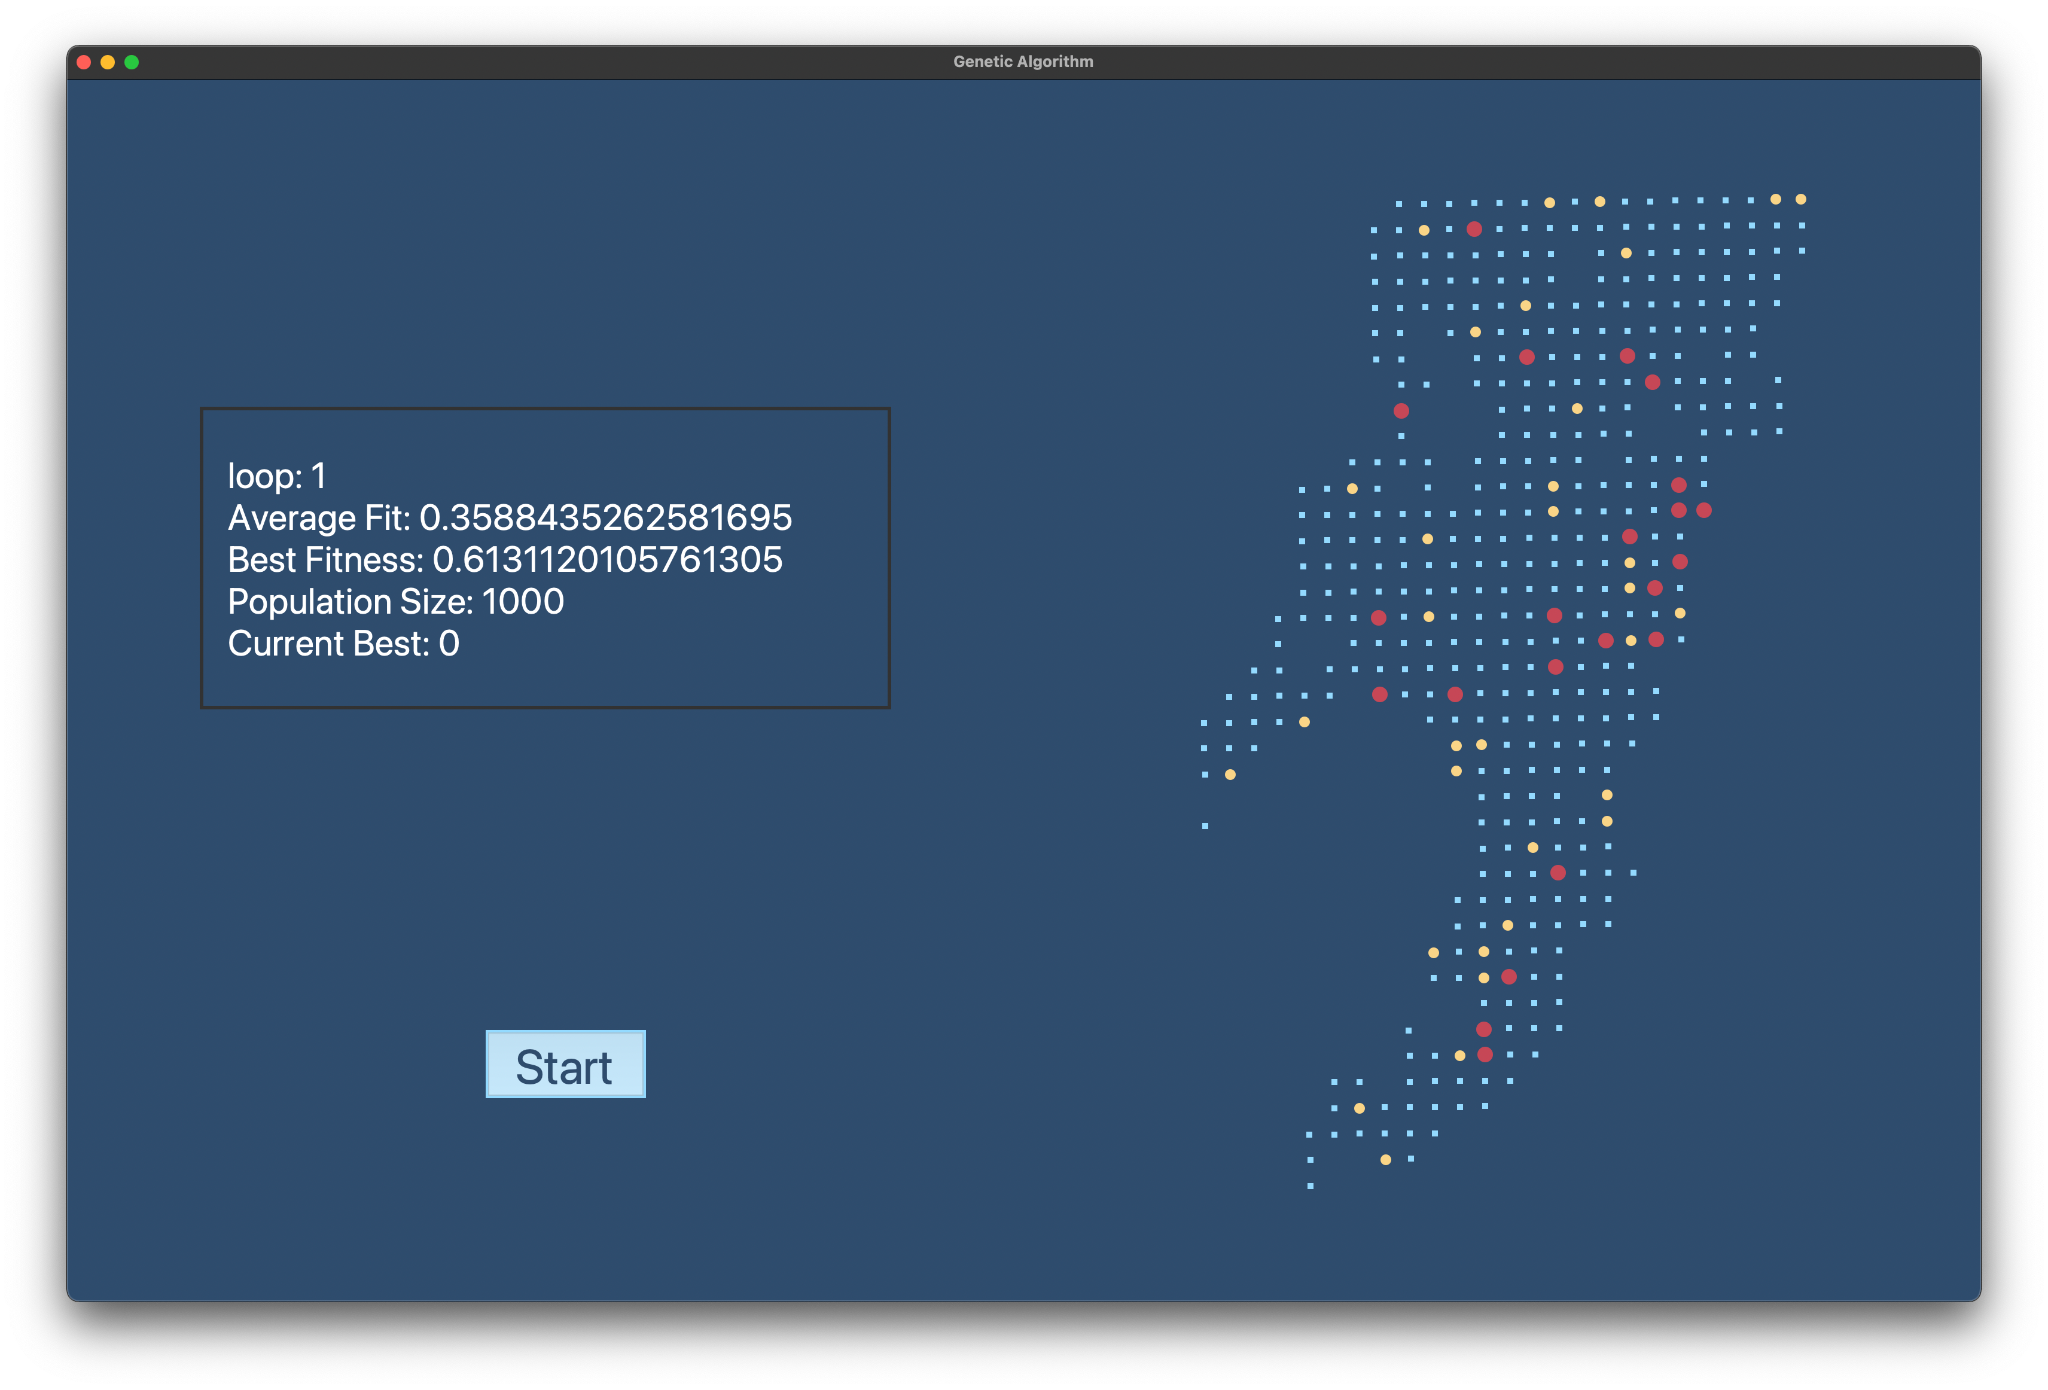 Genetic Algorithm
loop: 1
Average Fit: 0.3588435262581695
Best Fitness: 0.6131120105761305
Population Size: 1000
Current Best: 0
Start